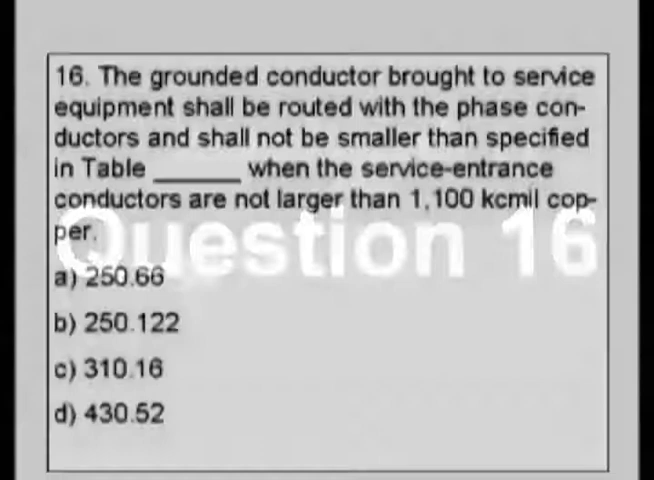 16. The grounded conductor brought to service
equipment shall be routed with the phase con-
ductors and shall not be smaller than specified
in Table ______ when the service-entrance
conductors are not larger than 1,100 kcmil cop-
per.
Question 16
a) 250.66
b) 250.122
c) 310.16
d) 430.52